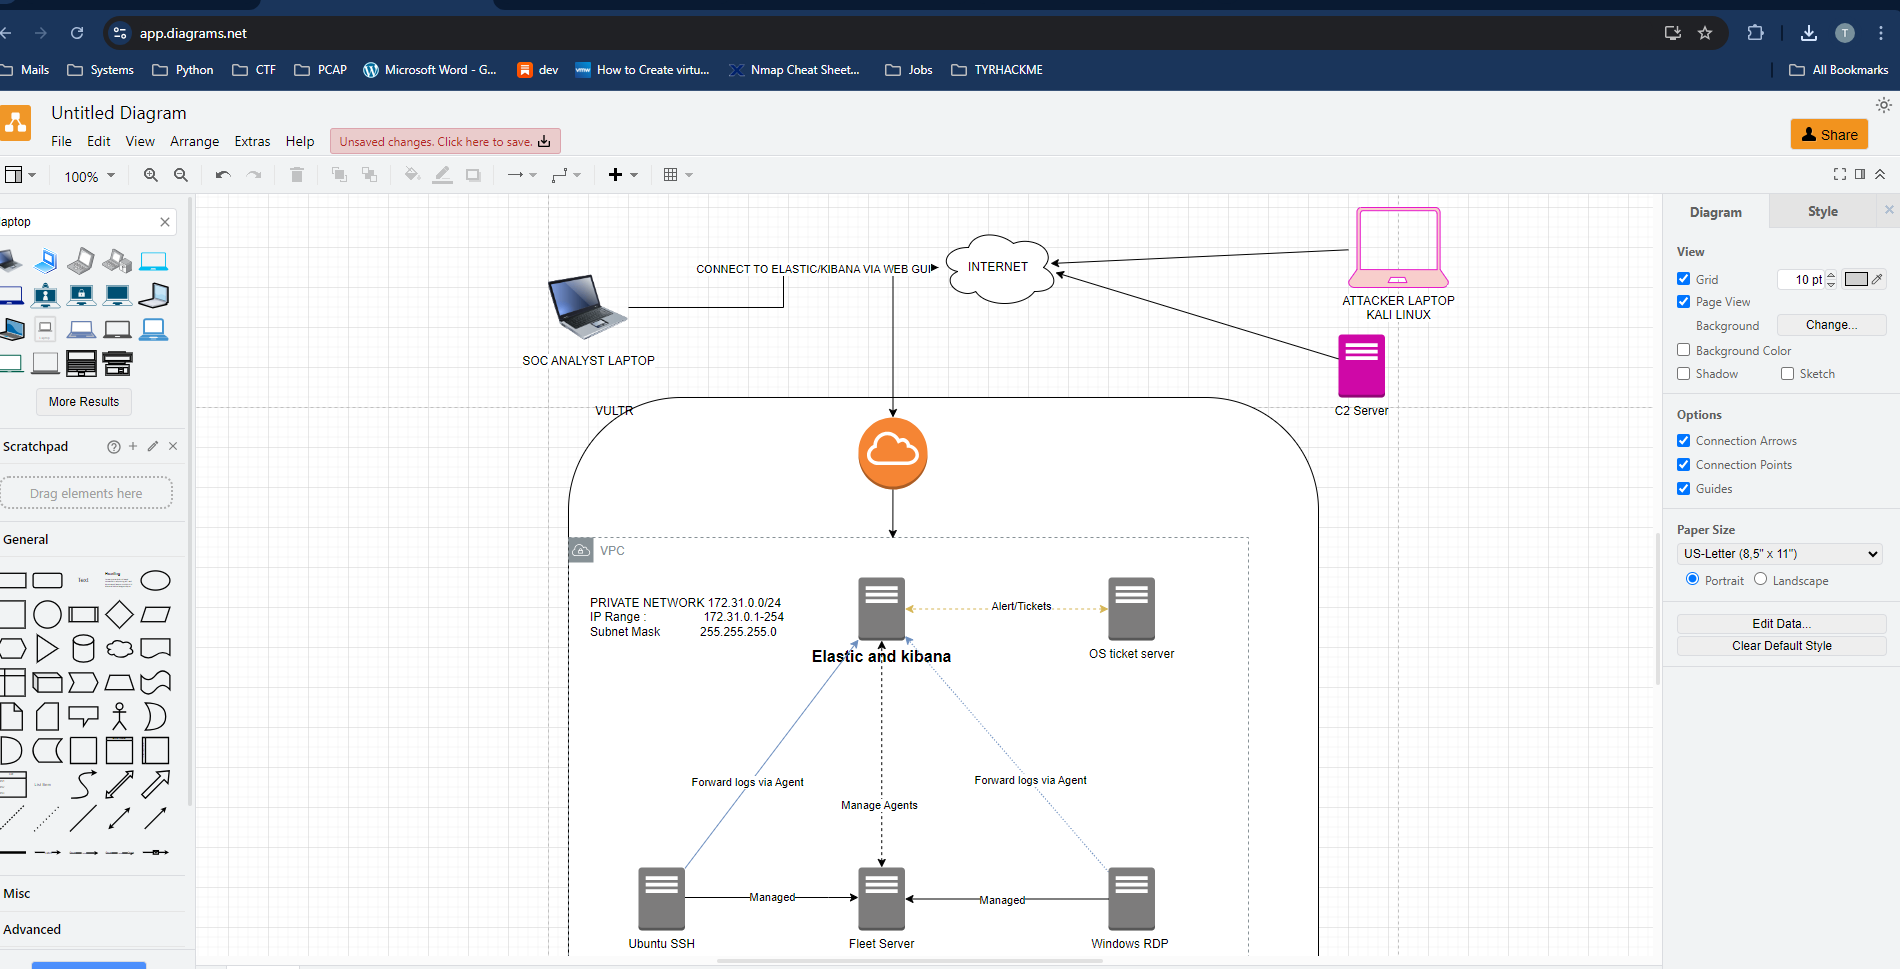 app.diagrams.net
T
Mails
Systems
Python
CTF
PCAP
Microsoft Word - G...
dev
vmw
How to Create virtu...
Nmap Cheat Sheet...
Jobs
TYRHACKME
All Bookmarks
Untitled Diagram
File
Edit
View
Arrange
Extras
Help
Unsaved changes. Click here to save.
Share
100%
aptop
More Results
Scratchpad
Drag elements here
General
Text
Heading
Misc
Advanced
CONNECT TO ELASTIC/KIBANA VIA WEB GUI
INTERNET
SOC ANALYST LAPTOP
ATTACKER LAPTOP
KALI LINUX
C2 Server
VULTR
VPC
PRIVATE NETWORK 172.31.0.0/24
IP Range : 172.31.0.1-254
Subnet Mask 255.255.255.0
Alert/Tickets
Elastic and kibana
OS ticket server
Forward logs via Agent
Manage Agents
Forward logs via Agent
Managed
Managed
Ubuntu SSH
Fleet Server
Windows RDP
Diagram
Style
View
Grid
10 pt
Page View
Background
Change...
Background Color
Shadow
Sketch
Options
Connection Arrows
Connection Points
Guides
Paper Size
US-Letter (8,5" x 11")
Portrait
Landscape
Edit Data...
Clear Default Style